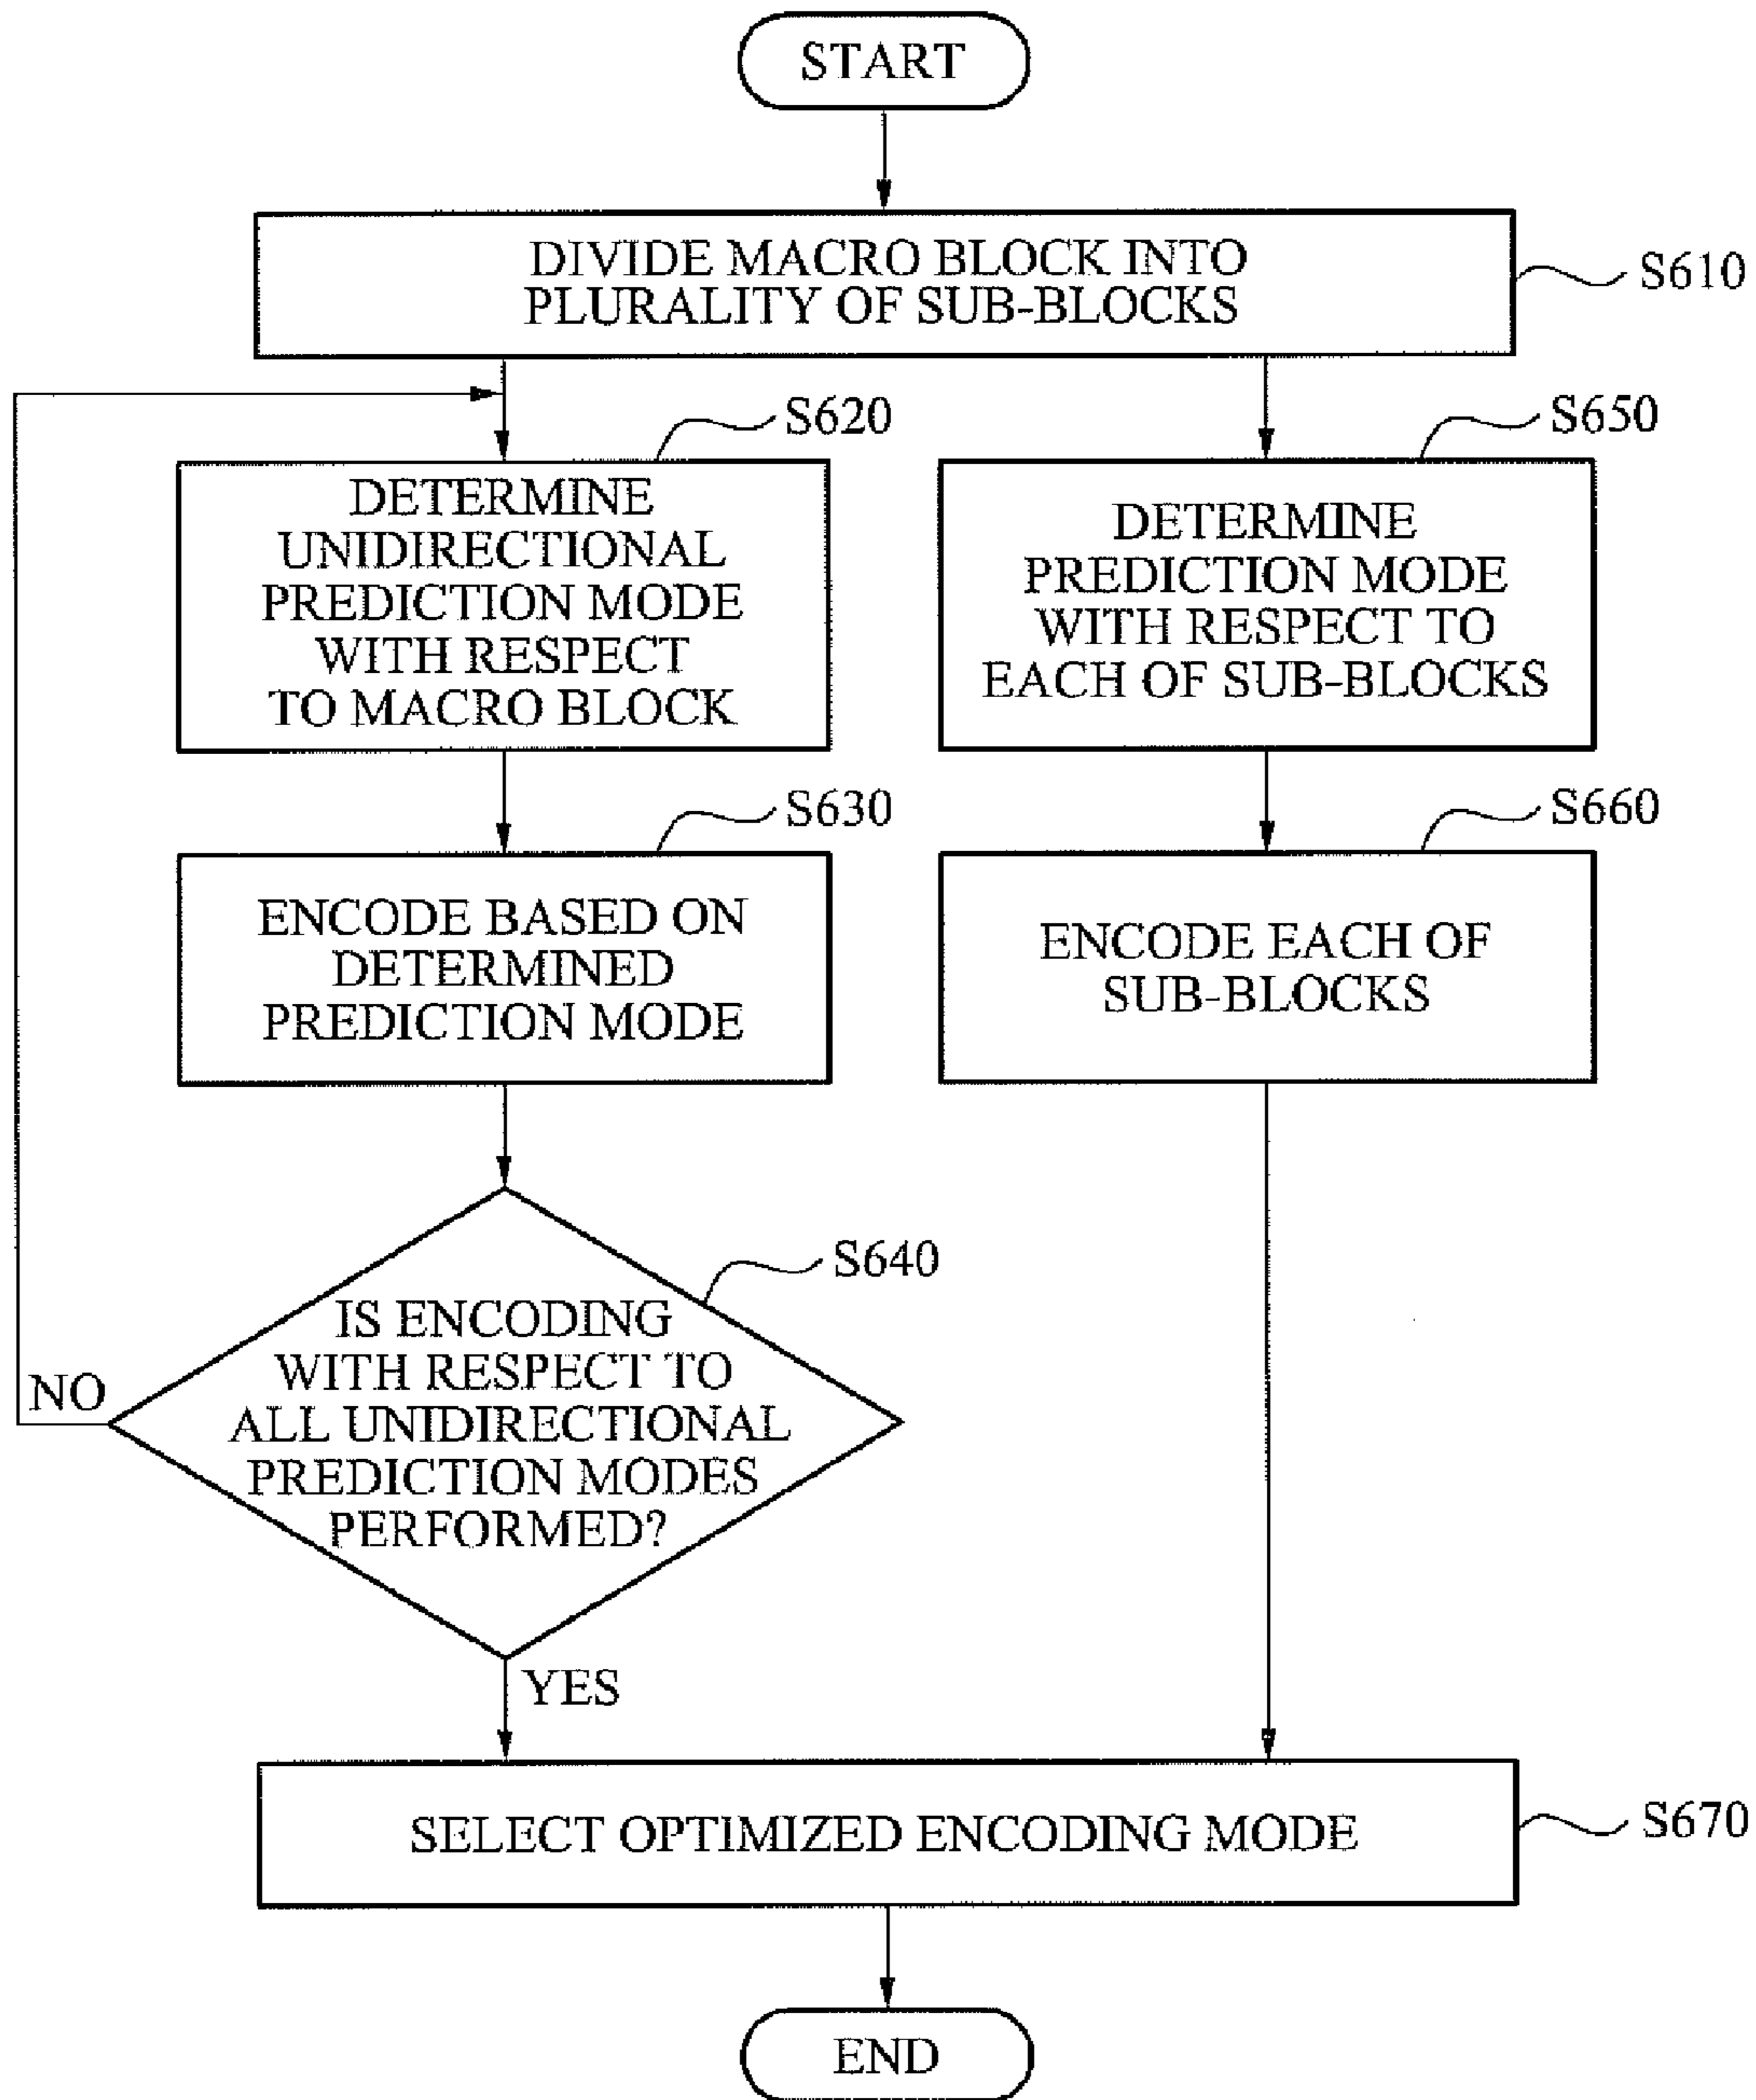 START
DIVIDE MACRO BLOCK INTO
PLURALITY OF SUB-BLOCKS
S610
S620
DETERMINE
UNIDIRECTIONAL
PREDICTION MODE
WITH RESPECT
TO MACRO BLOCK
S650
DETERMINE
PREDICTION MODE
WITH RESPECT TO
EACH OF SUB-BLOCKS
S630
ENCODE BASED ON
DETERMINED
PREDICTION MODE
S660
ENCODE EACH OF
SUB-BLOCKS
S640
IS ENCODING
WITH RESPECT TO
ALL UNIDIRECTIONAL
PREDICTION MODES
PERFORMED?
NO
YES
SELECT OPTIMIZED ENCODING MODE
S670
END